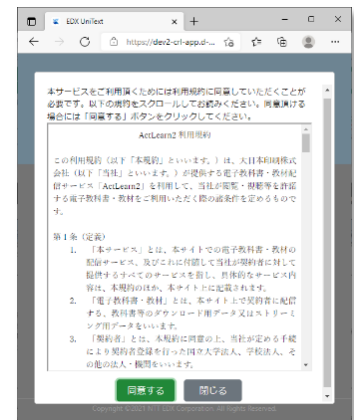 EDX UniText
https://dev2-crl-app.d-...
本サービスをご利用頂くためには利用規約に同意していただくことが
必要です。以下の規約をスクロールしてお読みください。同意頂ける
場合には「同意する」ボタンをクリックしてください。
ActLearn2 利用規約
この利用規約（以下「本規約」といいます。）は、大日本印刷株式
会社（以下「当社」といいます。）が提供する電子教科書・教材配
信サービス「ActLearn2」を利用して、当社が閲覧・視聴等を許諾
する電子教科書・教材をご利用いただく際の諸条件を定めるもので
す。
第1条（定義）
1. 「本サービス」とは、本サイトでの電子教科書・教材の
配信サービス、及びこれに付随して当社が契約者に対して
提供するすべてのサービスを指し、具体的なサービス内
容は、本規約のほか、本サイト上に記載されます。
2. 「電子教科書・教材」とは、本サイト上で契約者に配信
する、教科書等のダウンロード用データ又はストリーミ
ング用データをいいます。
3. 「契約者」とは、本規約に同意の上、当社が定める手続
により契約者登録を行った国立大学法人、学校法人、そ
の他の法人・機関をいいます。
同意する 閉じる
Copyright ©2021 NTT EDX Corporation. All Rights Reserved.